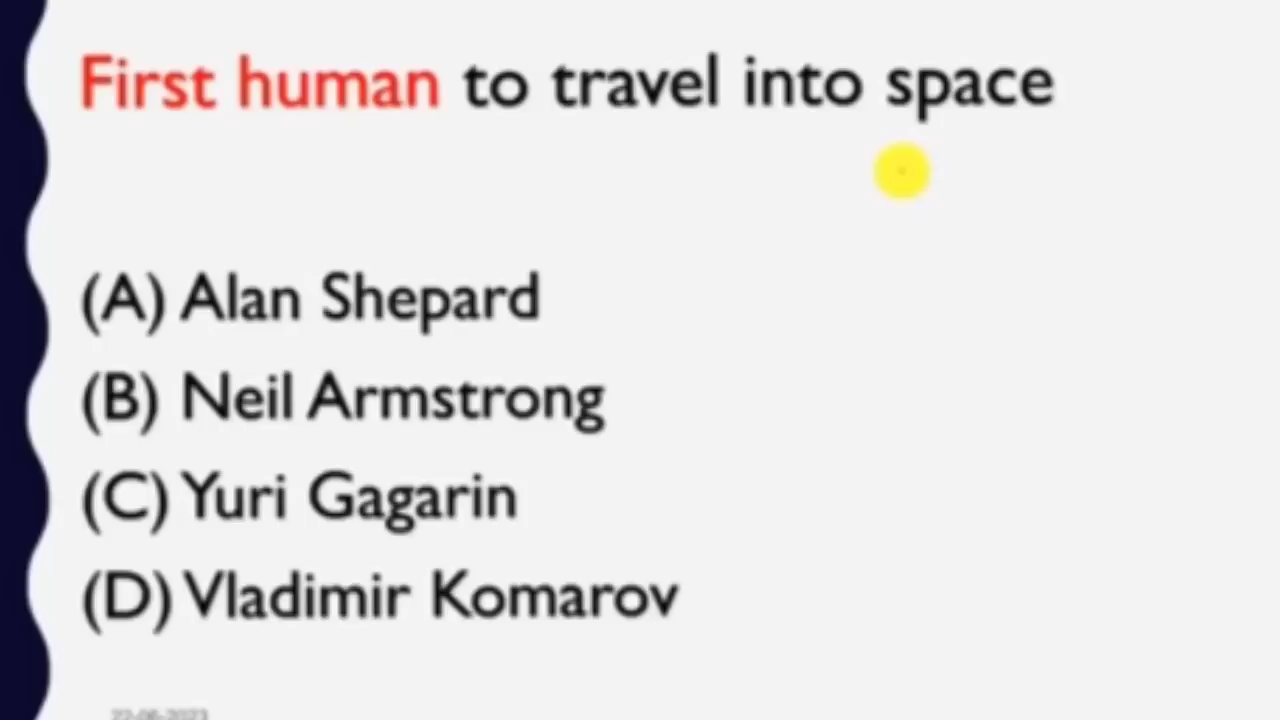 First human to travel into space
(A) Alan Shepard
(B) Neil Armstrong
(C) Yuri Gagarin
(D) Vladimir Komarov